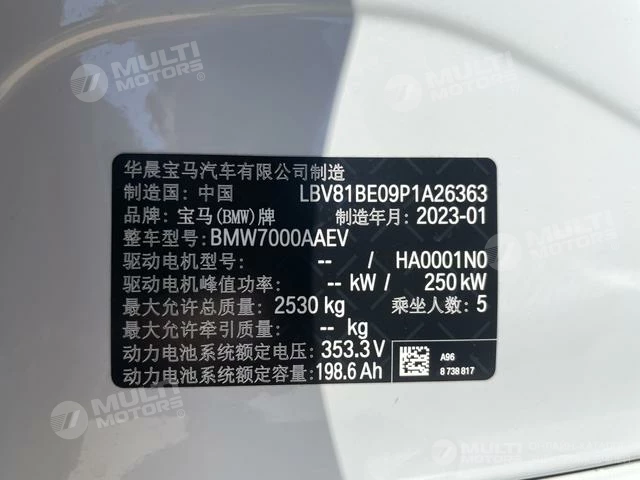 MULTI
MOTORS
MULTI
MOTORS
华晨宝马汽车有限公司制造
制造国: 中国 LBV81BE09P1A26363
品牌: 宝马(BMW)牌 制造年月: 2023-01
整车型号: BMW7000AAEV
驱动电机型号: -- / HA0001N0
驱动电机峰值功率: -- kW / 250 kW
最大允许总质量: 2530 kg 乘坐人数: 5
最大允许牵引质量: -- kg
动力电池系统额定电压: 353.3 V
动力电池系统额定容量: 198.6 Ah
A96
8 738 817
MULTI
MOTORS
MULTI
MOTORS